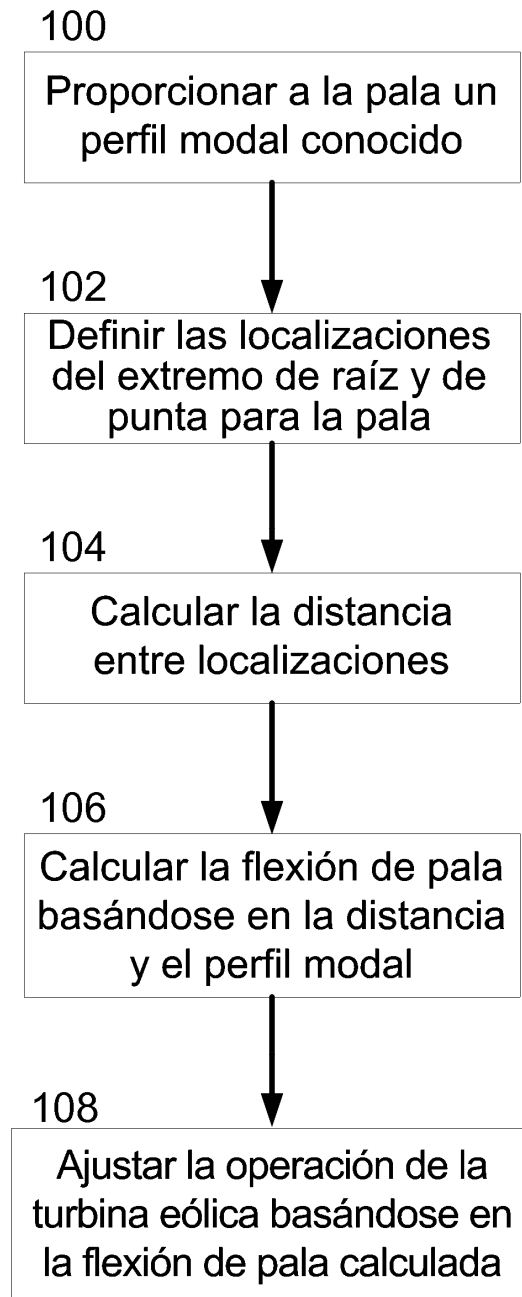 100
Proporcionar a la pala un
perfil modal conocido
102
Definir las localizaciones
del extremo de raíz y de
punta para la pala
104
Calcular la distancia
entre localizaciones
106
Calcular la flexión de pala
basándose en la distancia
y el perfil modal
108
Ajustar la operación de la
turbina eólica basándose en
la flexión de pala calculada